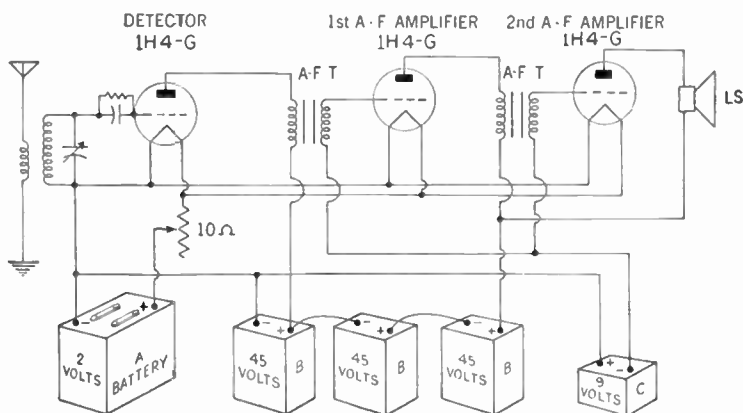 DETECTOR
1H4-G
1st A-F AMPLIFIER
1H4-G
2nd A-F AMPLIFIER
1H4-G
A-F T
A-F T
LS
10Ω
- +
2
VOLTS
A
BATTERY
- +
45
VOLTS
B
- +
45
VOLTS
B
- +
45
VOLTS
B
+ -
9
VOLTS
C